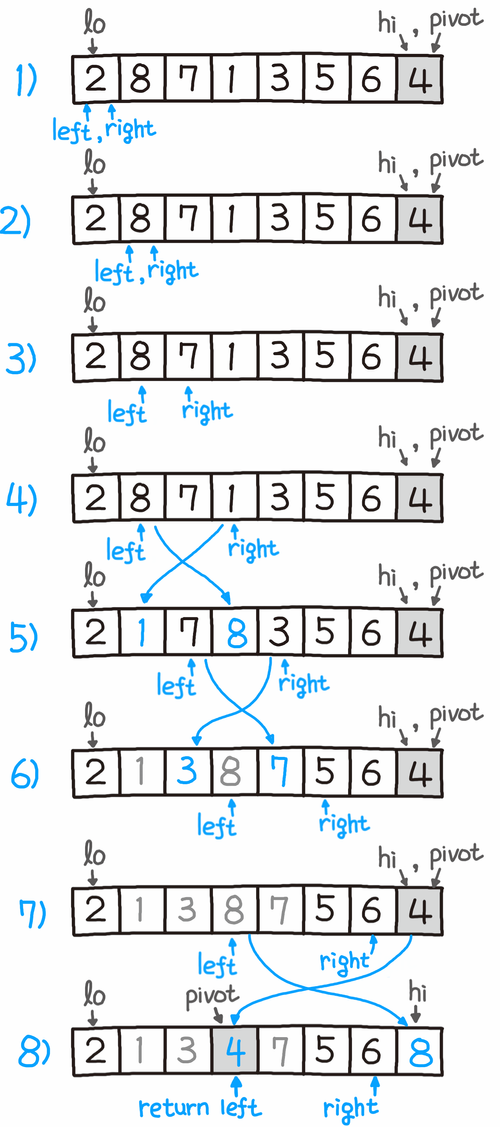 lo hi , pivot
1) 2 8 7 1 3 5 6 4
left , right
lo hi , pivot
2) 2 8 7 1 3 5 6 4
left , right
lo hi , pivot
3) 2 8 7 1 3 5 6 4
left right
lo hi , pivot
4) 2 8 7 1 3 5 6 4
left right
lo hi , pivot
5) 2 1 7 8 3 5 6 4
left right
lo hi , pivot
6) 2 1 3 8 7 5 6 4
left right
lo hi , pivot
7) 2 1 3 8 7 5 6 4
left right
lo pivot hi
8) 2 1 3 4 7 5 6 8
return left right